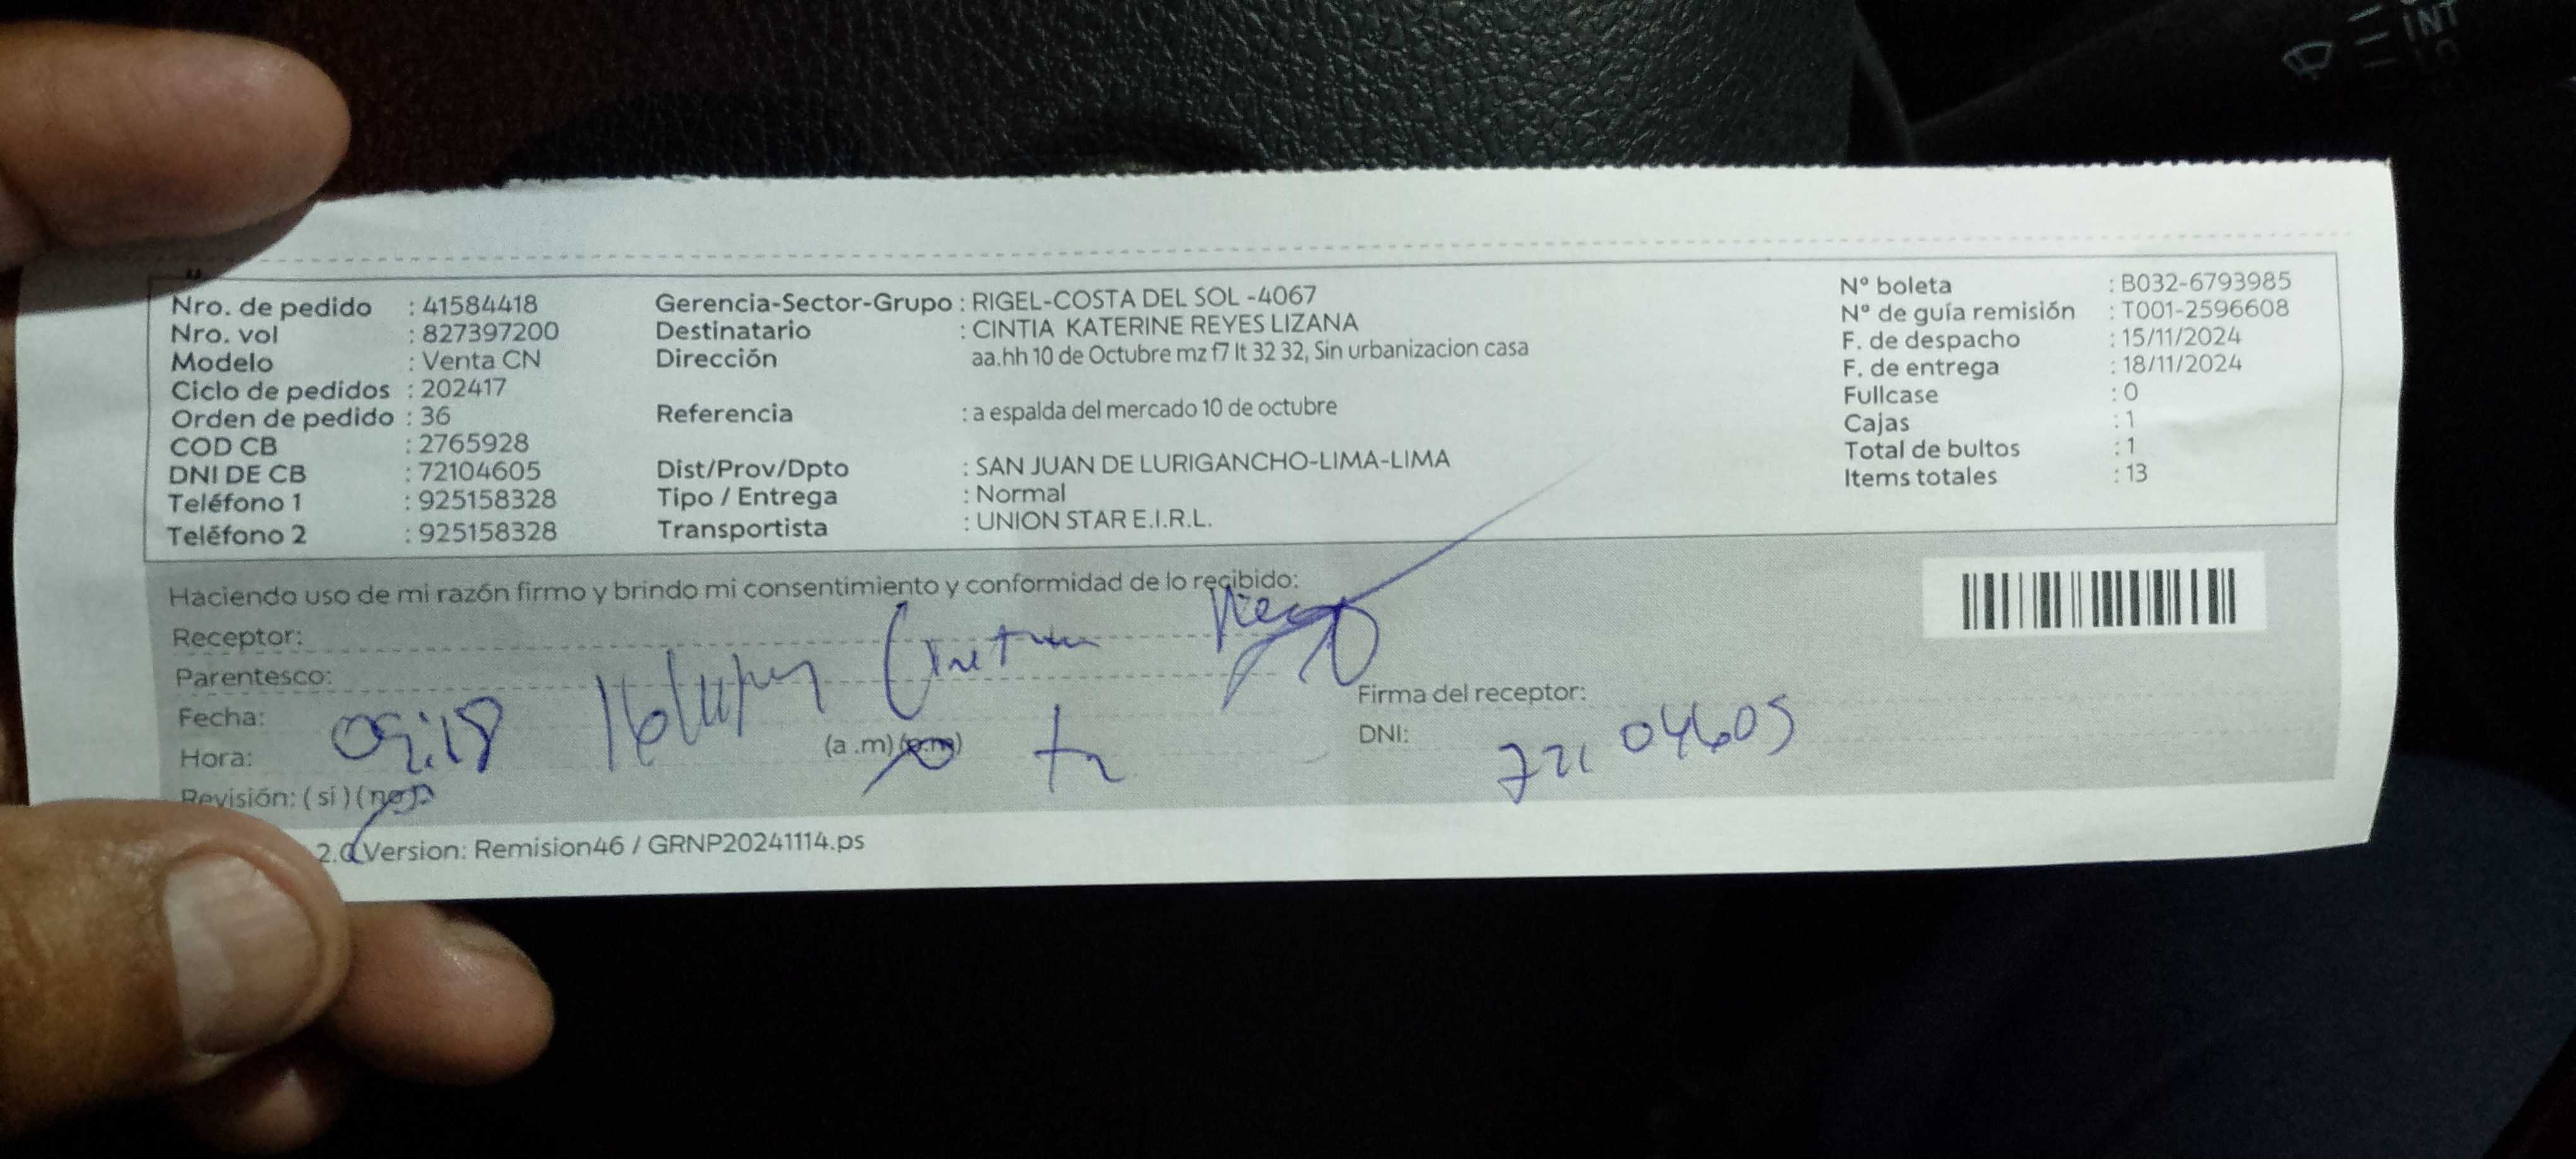 INT
Nro. de pedido : 41584418
Nro. vol : 827397200
Modelo : Venta CN
Ciclo de pedidos : 202417
Orden de pedido : 36
COD CB : 2765928
DNI DE CB : 72104605
Teléfono 1 : 925158328
Teléfono 2 : 925158328
Gerencia-Sector-Grupo : RIGEL-COSTA DEL SOL -4067
Destinatario : CINTIA KATERINE REYES LIZANA
Dirección aa.hh 10 de Octubre mz f7 lt 32 32, Sin urbanizacion casa
Referencia : a espalda del mercado 10 de octubre
Dist/Prov/Dpto : SAN JUAN DE LURIGANCHO-LIMA-LIMA
Tipo / Entrega : Normal
Transportista : UNION STAR E.I.R.L.
Nº boleta : B032-6793985
Nº de guía remisión : T001-2596608
F. de despacho : 15/11/2024
F. de entrega : 18/11/2024
Fullcase : 0
Cajas : 1
Total de bultos : 1
Items totales : 13
Haciendo uso de mi razón firmo y brindo mi consentimiento y conformidad de lo recibido:
Receptor:
Parentesco:
Fecha:
Hora: (a .m) (p.m)
Revisión: ( si ) ( no )
Firma del receptor:
DNI: 72104605
2.0 Version: Remision46 / GRNP20241114.ps